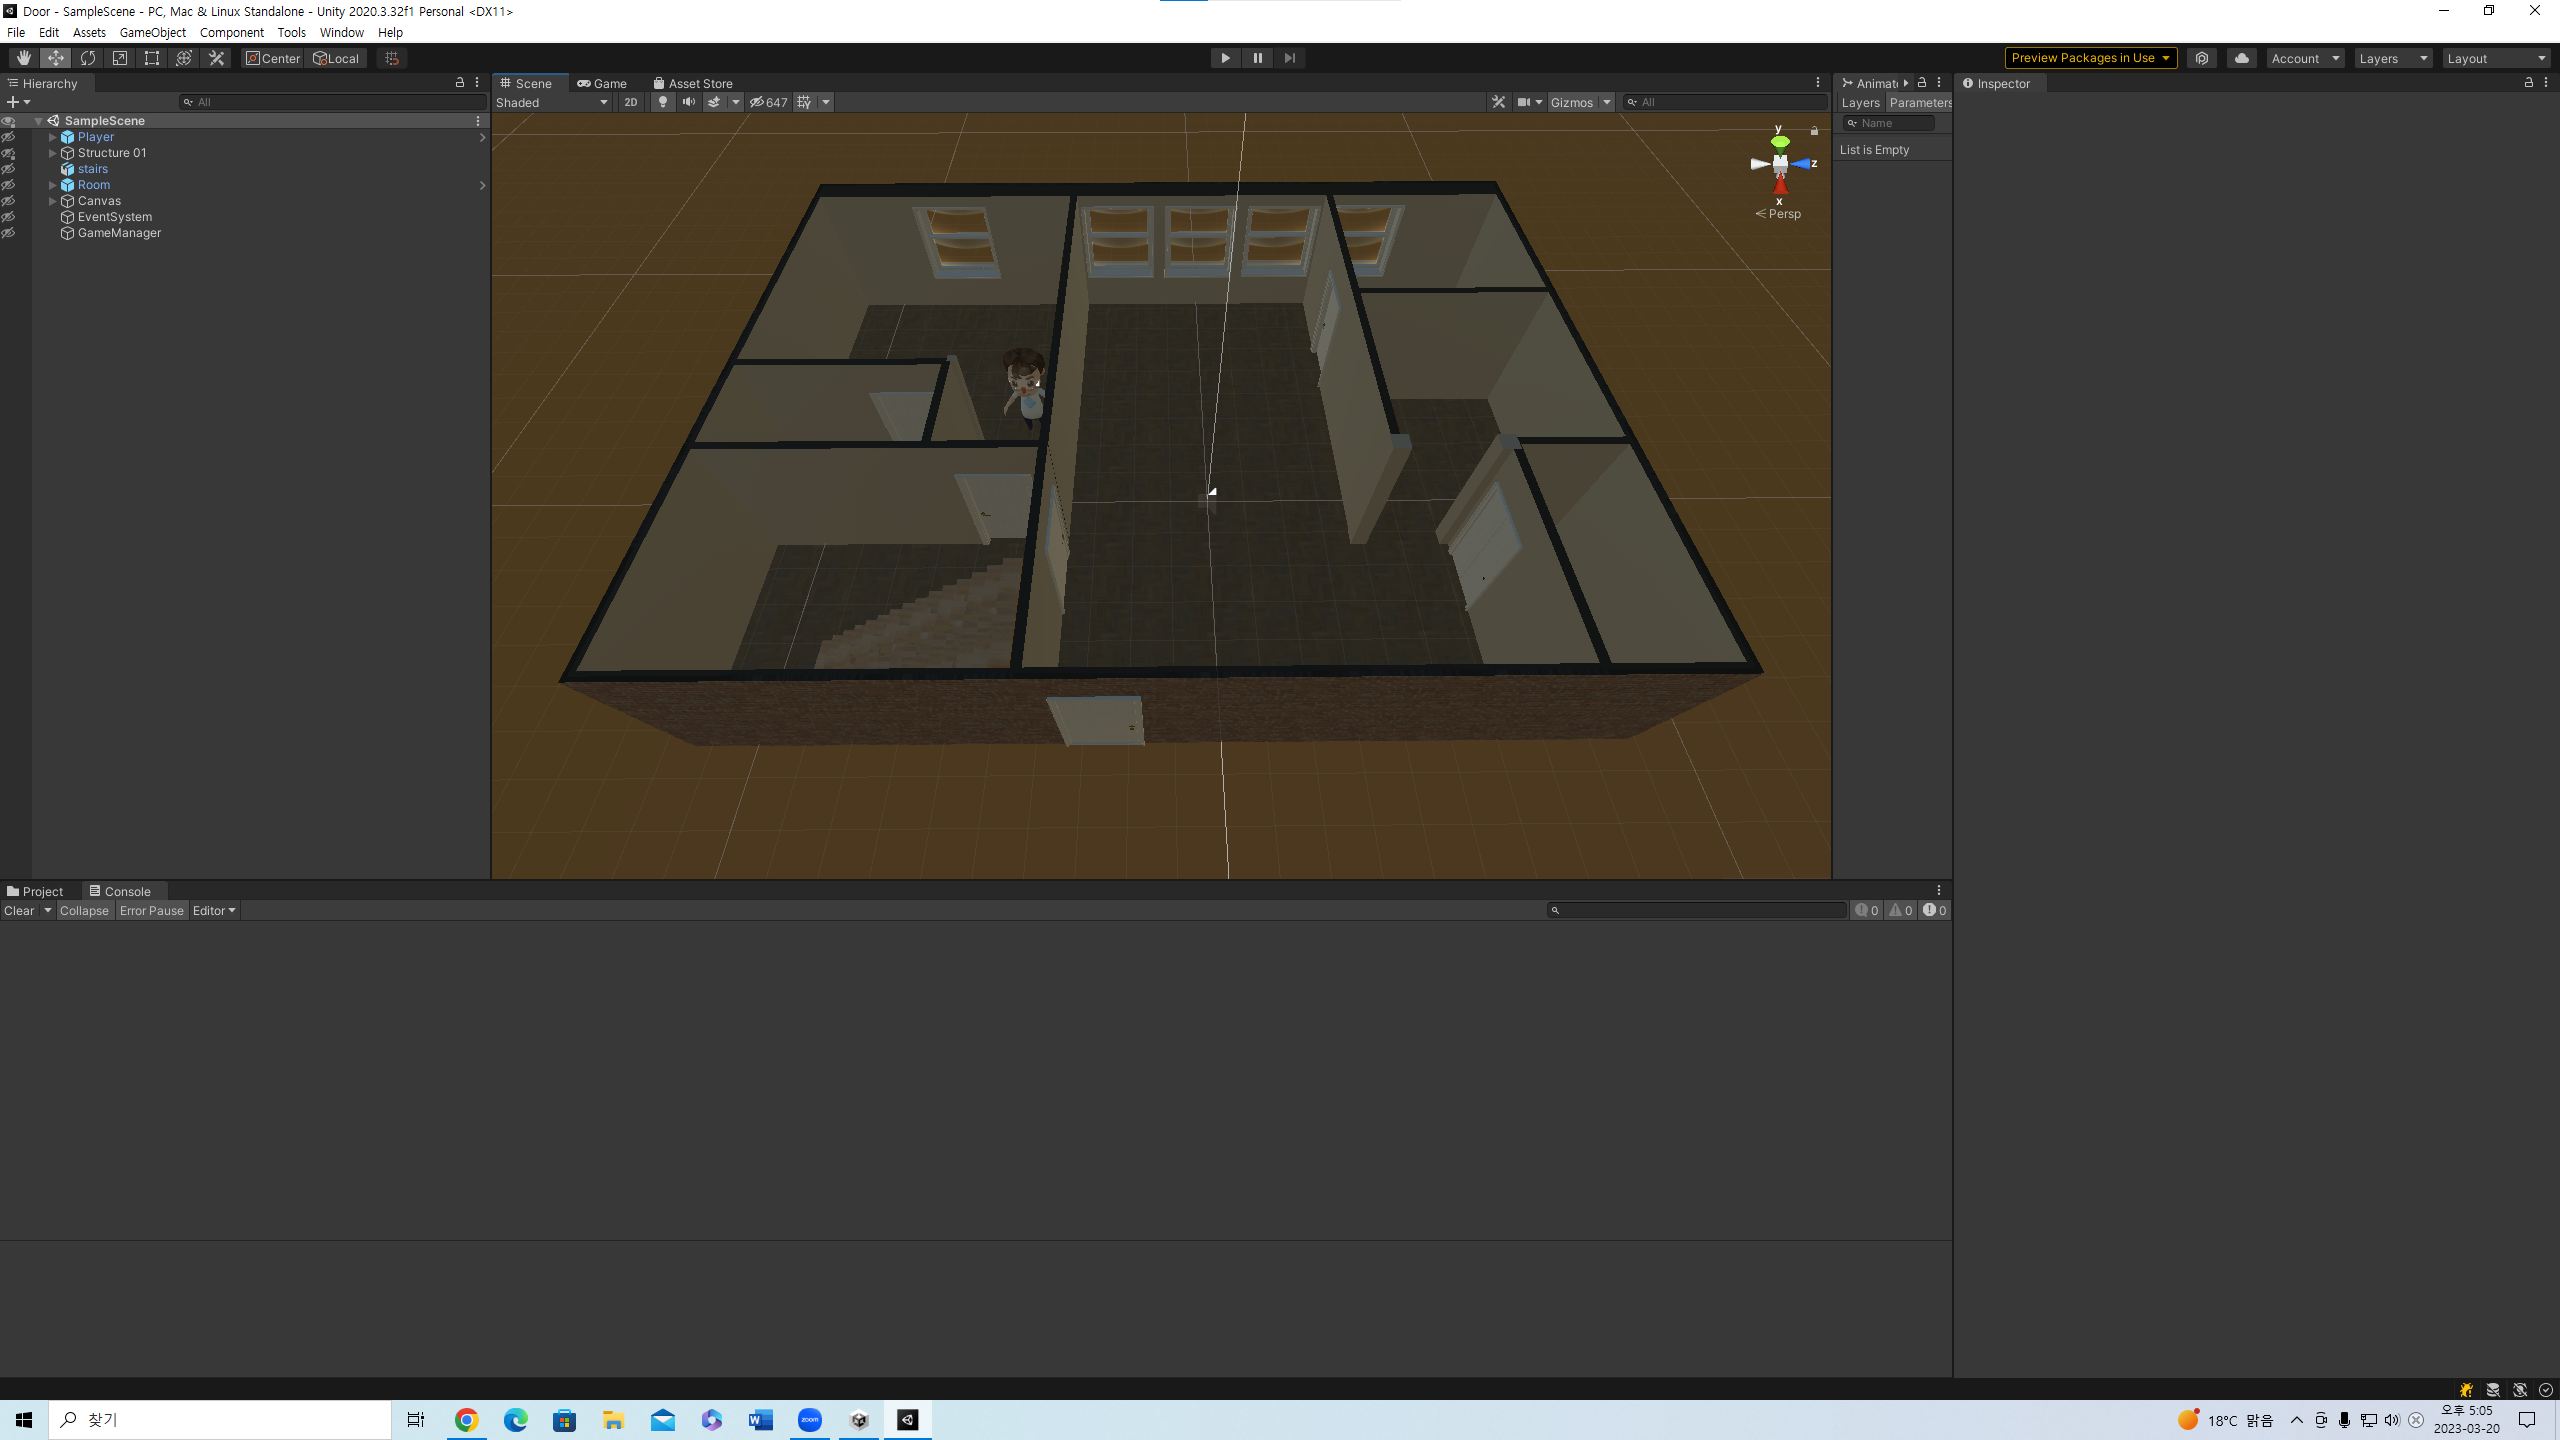 Door - SampleScene - PC, Mac & Linux Standalone - Unity 2020.3.32f1 Personal <DX11>
File Edit Assets GameObject Component Tools Window Help
Center Local Preview Packages in Use Account Layers Layout
Hierarchy
All
SampleScene
Player
Structure 01
stairs
Room
Canvas
EventSystem
GameManager
Scene Game Asset Store
Shaded 2D 647 Gizmos All
y
z
x
Persp
Animat
Layers Parameters
Name
List is Empty
Inspector
Project Console
Clear Collapse Error Pause Editor 0 0 0
찾기
zoom
W
18°C 맑음
오후 5:05
2023-03-20